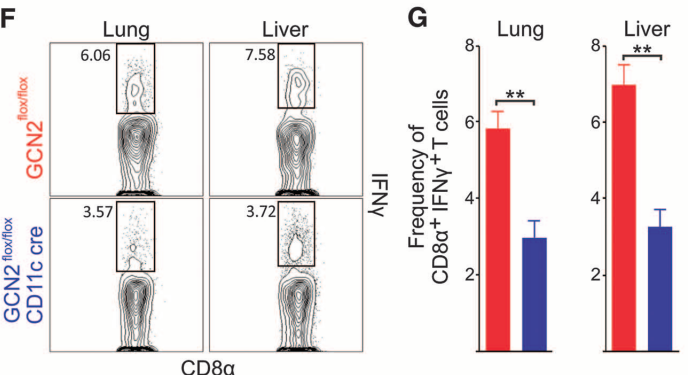 F
Lung
Liver
GCN2 flox/flox
6.06
7.58
GCN2 flox/flox
CD11c cre
3.57
3.72
IFNγ
CD8α
G
Lung
Liver
Frequency of
CD8α+ IFNγ+ T cells
8
6
4
2
**
8
6
4
2
**